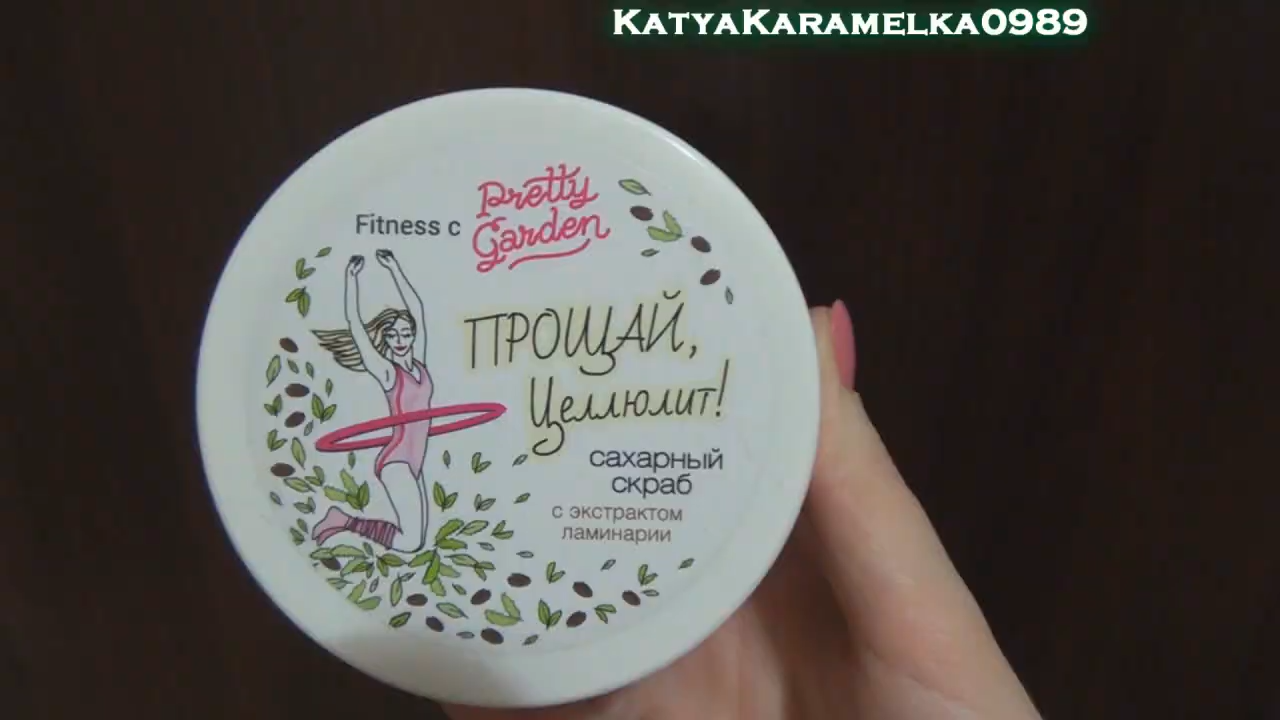 KatyaKaramelka0989
Fitness с Pretty
Garden
ПРОЩАЙ,
Целлюлит!
сахарный
скраб
с экстрактом
ламинарии